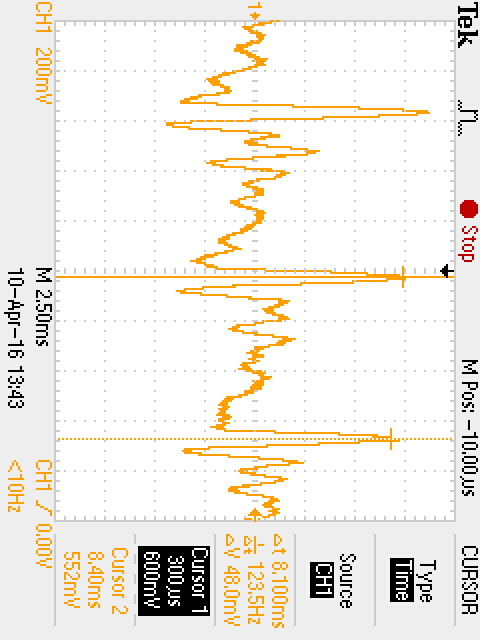 Tek
Stop
M Pos: -10.00µs
CURSOR
Type
Time
Source
CH1
Δt 8.100ms
1/Δt 123.5Hz
ΔV 48.0mV
Cursor 1
300µs
600mV
Cursor 2
8.40ms
552mV
CH1 200mV
M 2.50ms
CH1 / 0.00V
10-Apr-16 13:43
<10Hz